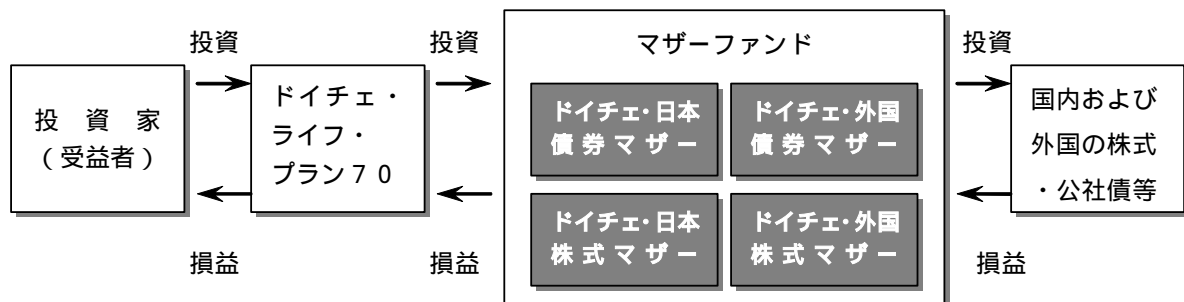 投資
投資
マザーファンド
投資
投 資 家
（受益者）
ドイチェ・
ライフ・
プラン７０
ドイチェ・日本
債券マザー
ドイチェ・外国
債券マザー
ドイチェ・日本
株式マザー
ドイチェ・外国
株式マザー
国内および
外国の株式
・公社債等
損益
損益
損益